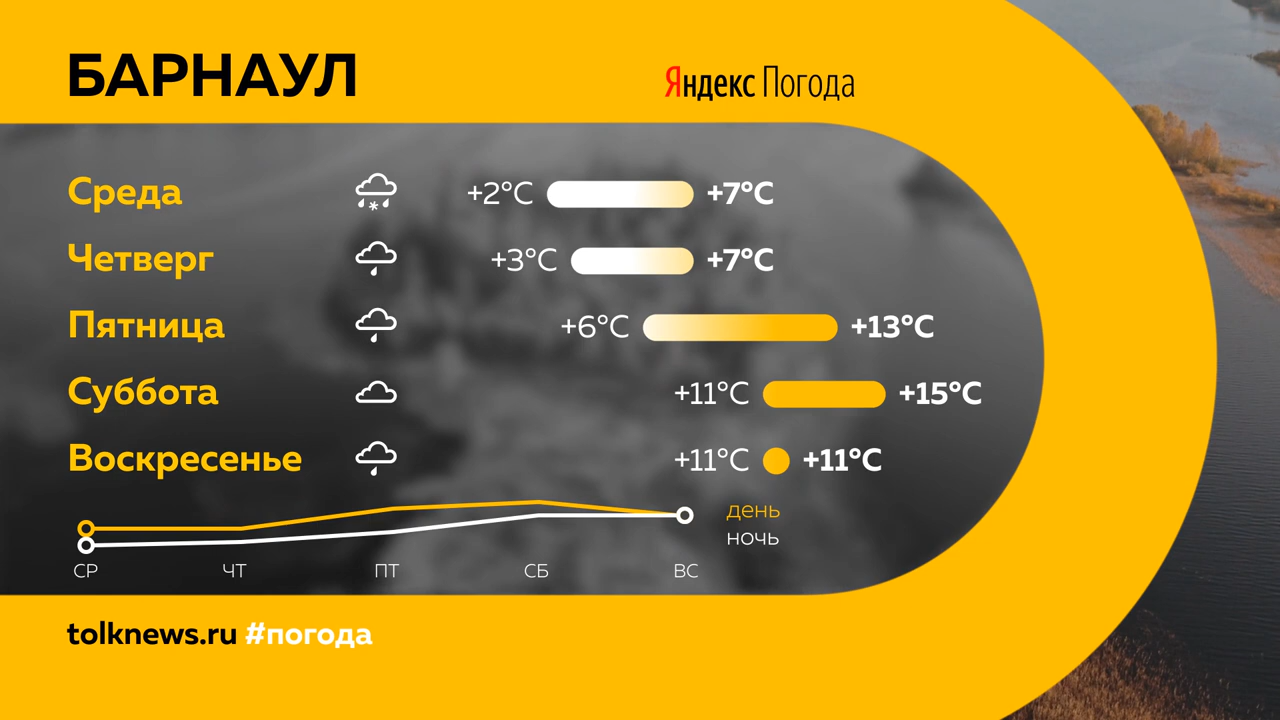 БАРНАУЛ
Яндекс Погода
Среда +2°C +7°C
Четверг +3°C +7°C
Пятница +6°C +13°C
Суббота +11°C +15°C
Воскресенье +11°C +11°C
день
ночь
СР ЧТ ПТ СБ ВС
tolknews.ru #погода